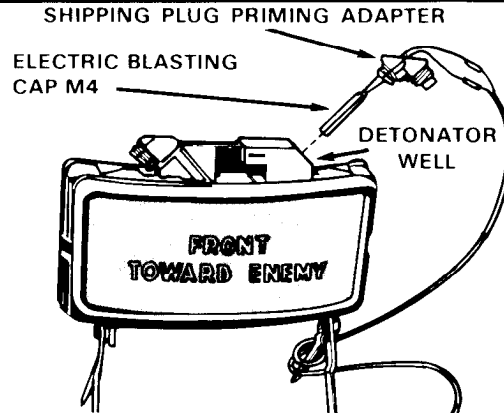 SHIPPING PLUG PRIMING ADAPTER
ELECTRIC BLASTING
CAP M4
DETONATOR
WELL
FRONT
TOWARD ENEMY